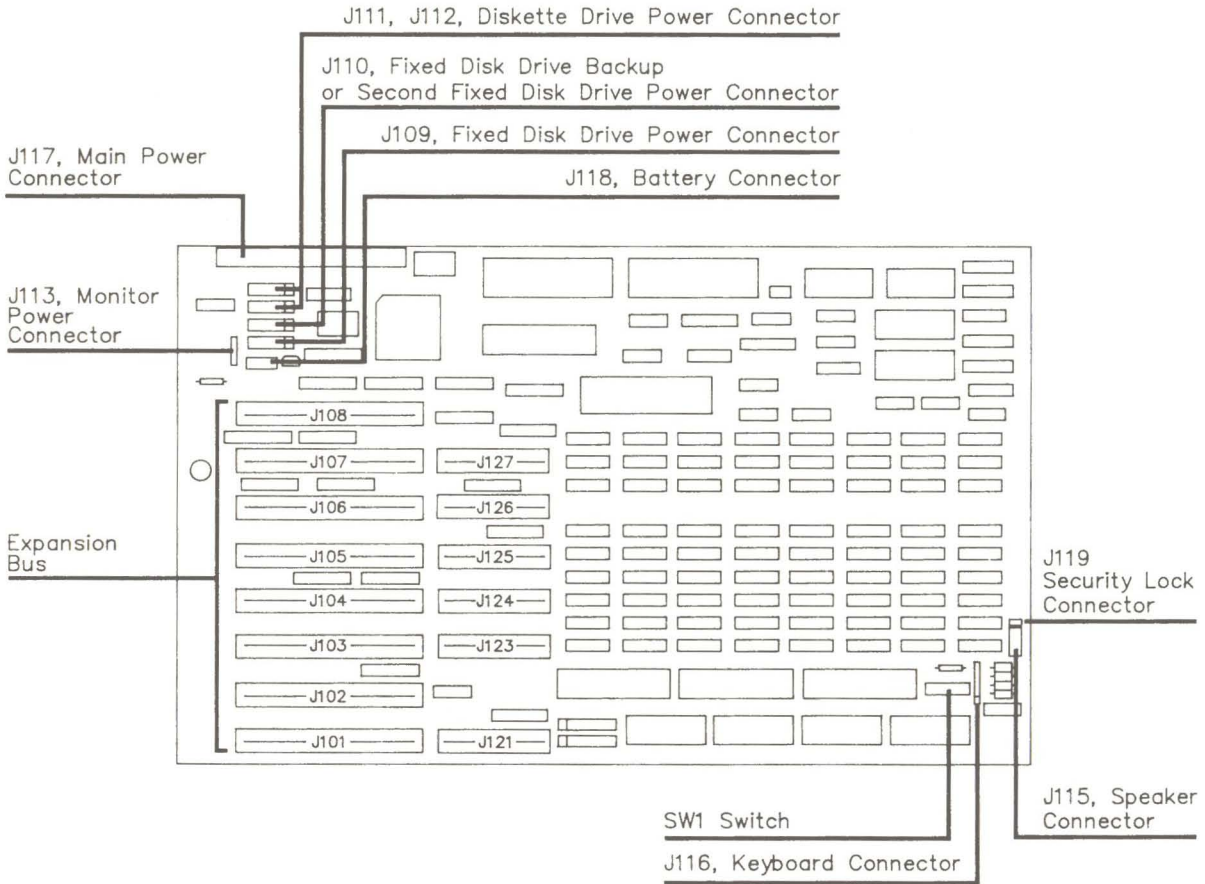 J111, J112, Diskette Drive Power Connector
J110, Fixed Disk Drive Backup
or Second Fixed Disk Drive Power Connector
J109, Fixed Disk Drive Power Connector
J117, Main Power
Connector
J118, Battery Connector
J113, Monitor
Power
Connector
J108
J107
J127
J106
J126
Expansion
Bus
J105
J125
J104
J124
J119
Security Lock
Connector
J103
J123
J102
J101
J121
J115, Speaker
Connector
SW1 Switch
J116, Keyboard Connector